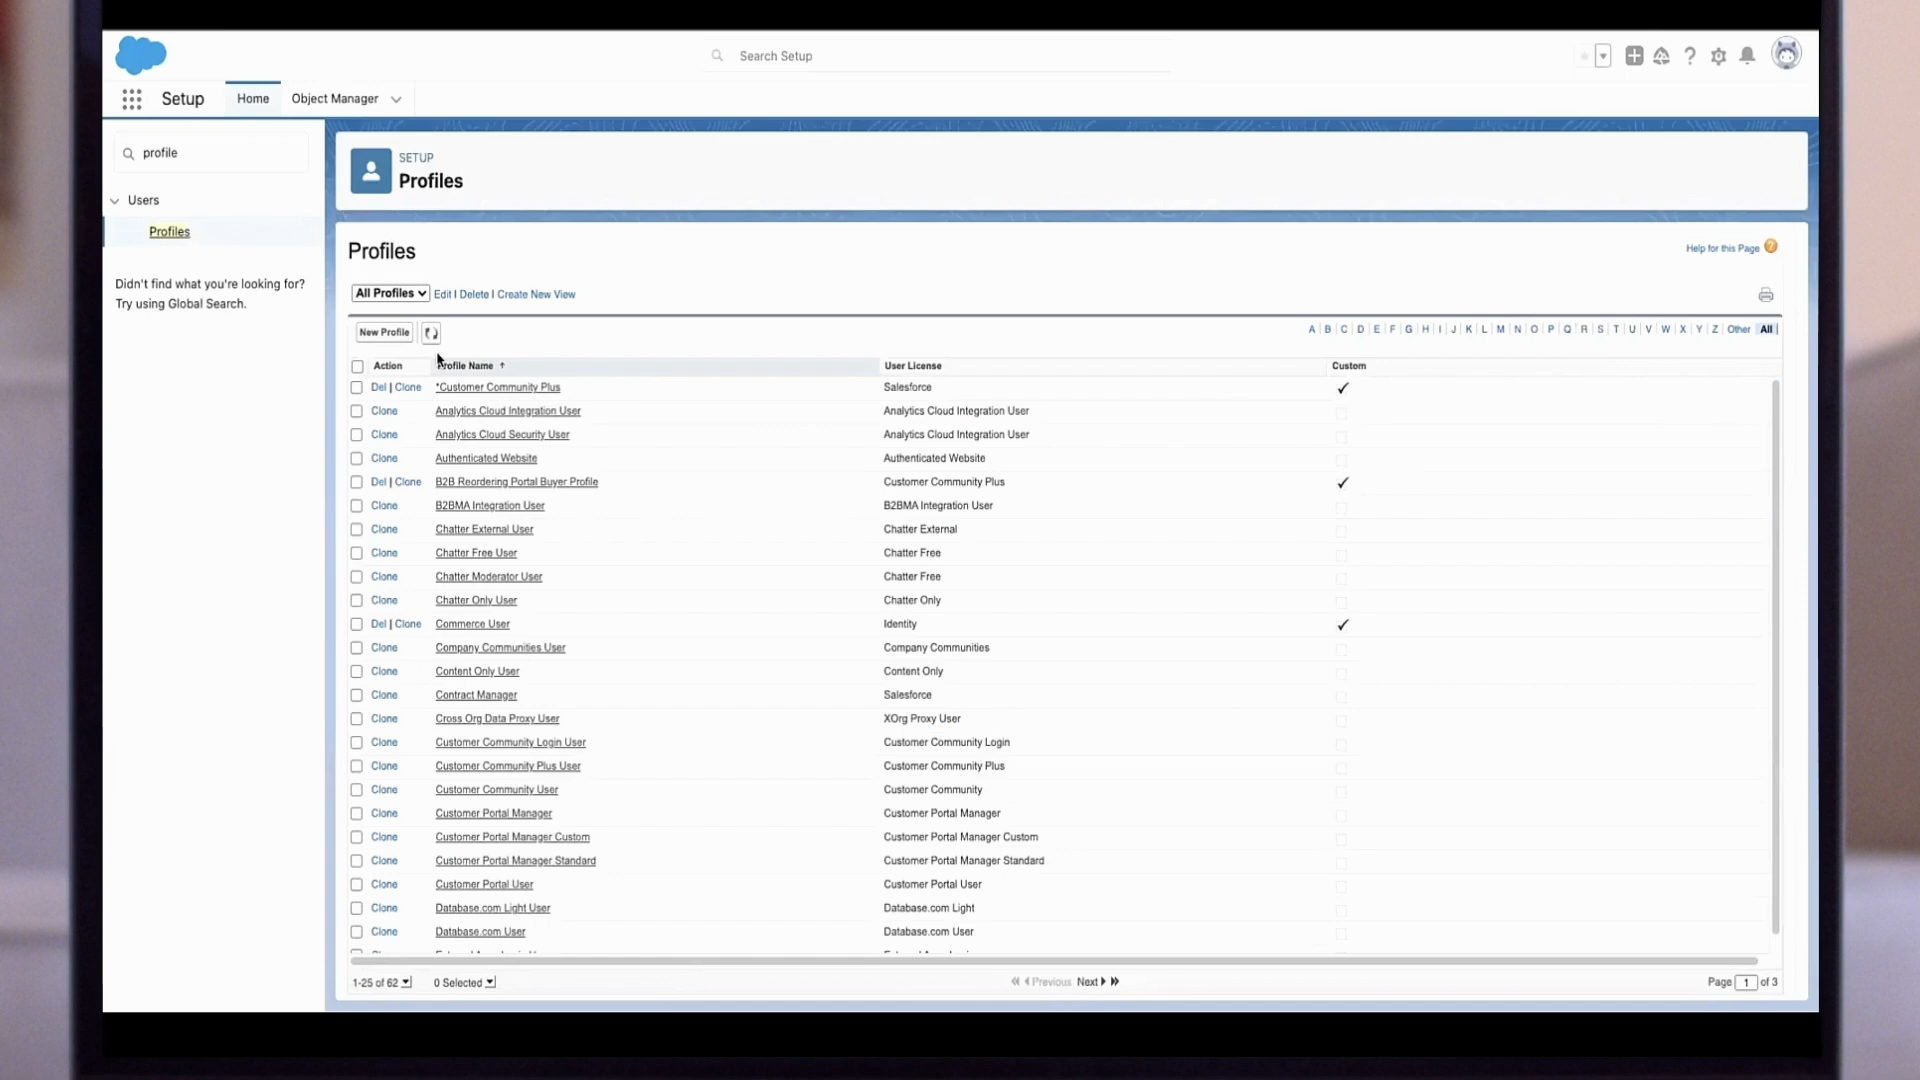 Search Setup
Setup Home Object Manager
profile
Users
Profiles
Didn't find what you're looking for?
Try using Global Search.
SETUP
Profiles
Profiles
Help for this Page
All Profiles Edit | Delete | Create New View
New Profile
A | B | C | D | E | F | G | H | I | J | K | L | M | N | O | P | Q | R | S | T | U | V | W | X | Y | Z | Other | All |
Action Profile Name ↑ User License Custom
Del | Clone *Customer Community Plus Salesforce ✓
Clone Analytics Cloud Integration User Analytics Cloud Integration User
Clone Analytics Cloud Security User Analytics Cloud Integration User
Clone Authenticated Website Authenticated Website
Del | Clone B2B Reordering Portal Buyer Profile Customer Community Plus ✓
Clone B2BMA Integration User B2BMA Integration User
Clone Chatter External User Chatter External
Clone Chatter Free User Chatter Free
Clone Chatter Moderator User Chatter Free
Clone Chatter Only User Chatter Only
Del | Clone Commerce User Identity ✓
Clone Company Communities User Company Communities
Clone Content Only User Content Only
Clone Contract Manager Salesforce
Clone Cross Org Data Proxy User XOrg Proxy User
Clone Customer Community Login User Customer Community Login
Clone Customer Community Plus User Customer Community Plus
Clone Customer Community User Customer Community
Clone Customer Portal Manager Customer Portal Manager
Clone Customer Portal Manager Custom Customer Portal Manager Custom
Clone Customer Portal Manager Standard Customer Portal Manager Standard
Clone Customer Portal User Customer Portal User
Clone Database.com Light User Database.com Light
Clone Database.com User Database.com User
1-25 of 62 0 Selected Previous Next Page 1 of 3